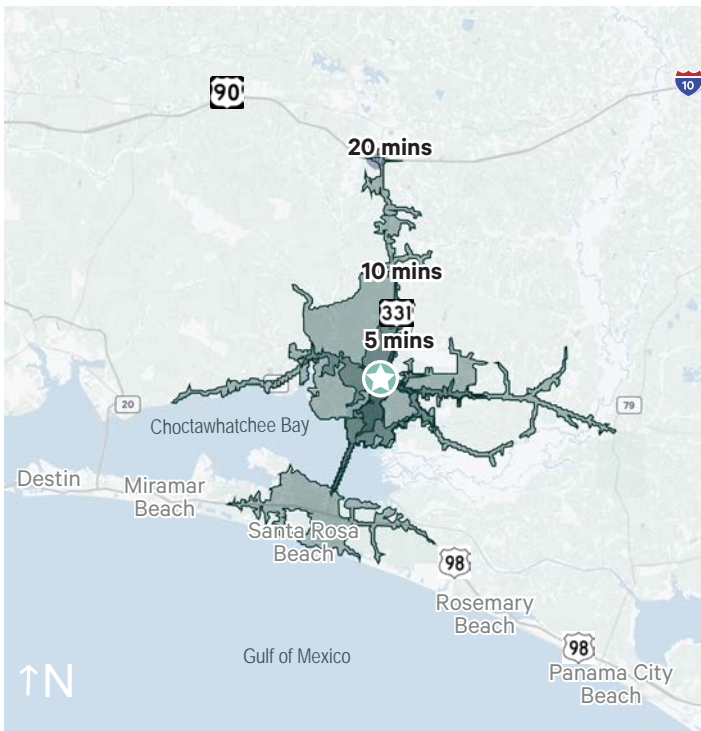 90
10
20 mins
10 mins
331
5 mins
20
79
Choctawhatchee Bay
Destin
Miramar
Beach
Santa Rosa
Beach
98
Rosemary
Beach
98
Gulf of Mexico
Panama City
Beach
↑N